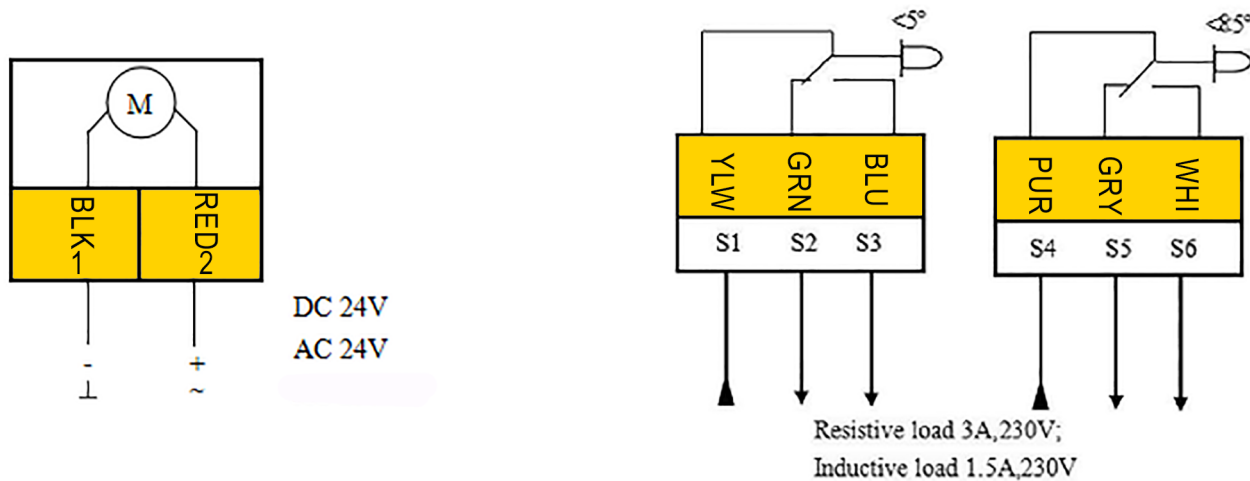 M
BLK 1
RED 2
-
+
⊥
~
DC 24V
AC 24V
<5°
YLW
GRN
BLU
S1
S2
S3
<85°
PUR
GRY
WHI
S4
S5
S6
Resistive load 3A,230V;
Inductive load 1.5A,230V